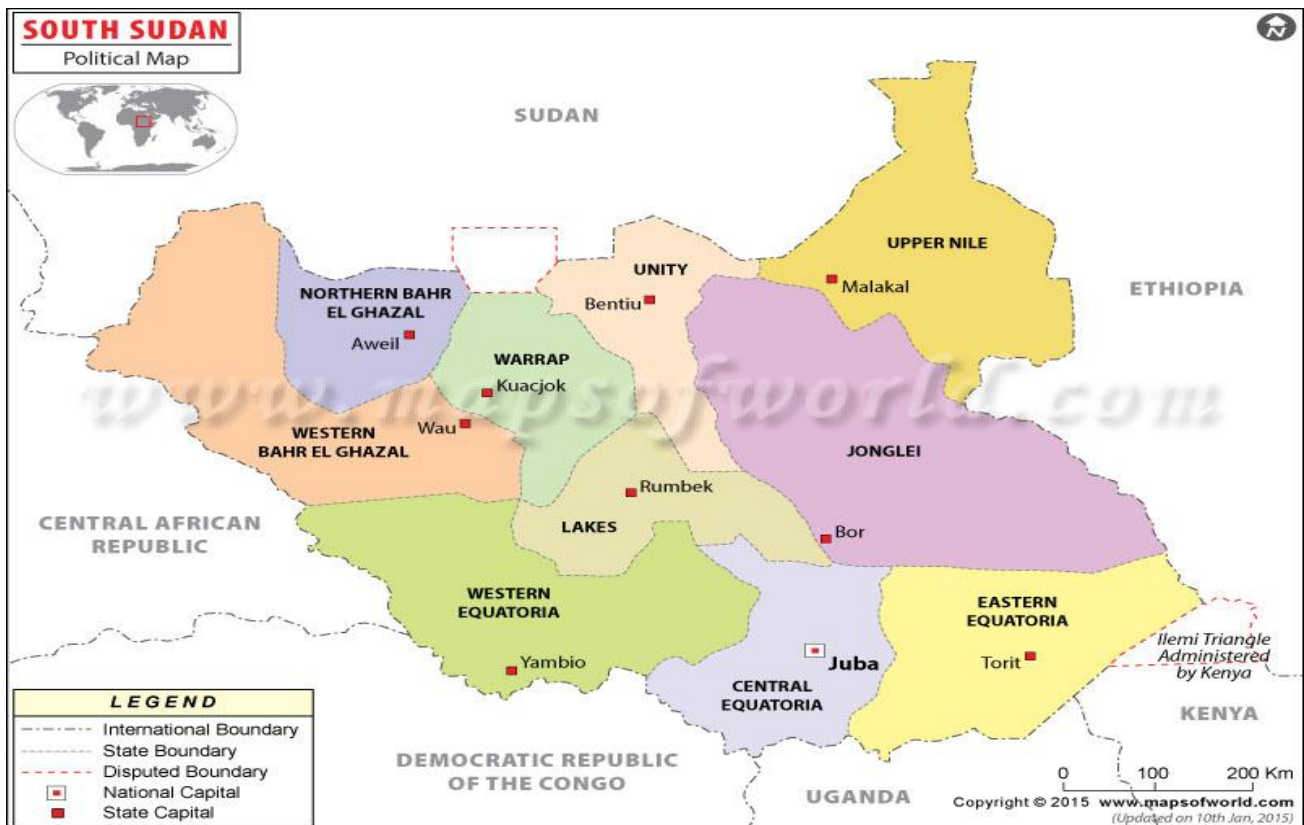 SOUTH SUDAN
Political Map
N
SUDAN
UPPER NILE
UNITY
Malakal
ETHIOPIA
NORTHERN BAHR
EL GHAZAL
Bentiu
Aweil
WARRAP
Kuacjok
www.mapsofworld.com
WESTERN
BAHR EL GHAZAL
Wau
JONGLEI
Rumbek
CENTRAL AFRICAN
REPUBLIC
LAKES
Bor
WESTERN
EQUATORIA
EASTERN
EQUATORIA
Ilemi Triangle
Administered
by Kenya
Yambio
Juba
Torit
CENTRAL
EQUATORIA
KENYA
LEGEND
International Boundary
State Boundary
Disputed Boundary
National Capital
State Capital
DEMOCRATIC REPUBLIC
OF THE CONGO
UGANDA
0 100 200 Km
Copyright © 2015 www.mapsofworld.com
(Updated on 10th Jan, 2015)